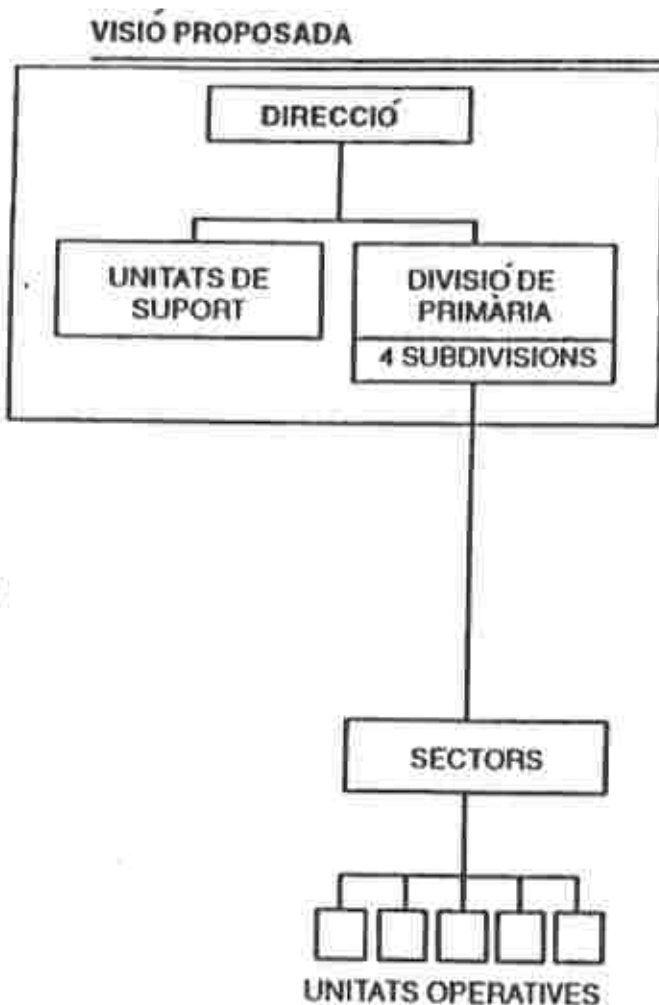 VISIÓ PROPOSADA
DIRECCIÓ
UNITATS DE
SUPORT
DIVISIÓ DE
PRIMÀRIA
4 SUBDIVISIONS
SECTORS
UNITATS OPERATIVES